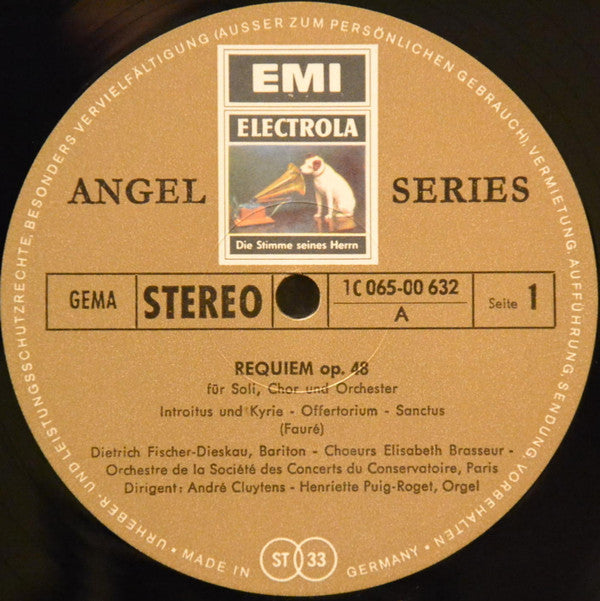 URHEBER- UND LEISTUNGSSCHUTZRECHTE, BESONDERS VERVIELFÄLTIGUNG (AUSSER ZUM PERSÖNLICHEN GEBRAUCH), VERMIETUNG, AUFFÜHRUNG, SENDUNG VORBEHALTEN
EMI
ELECTROLA
ANGEL SERIES
Die Stimme seines Herrn
GEMA STEREO 1C 065-00 632 Seite 1
A
REQUIEM op. 48
für Soli, Chor und Orchester
Introitus und Kyrie - Offertorium - Sanctus
(Fauré)
Dietrich Fischer-Dieskau, Bariton - Choeurs Elisabeth Brasseur -
Orchestre de la Société des Concerts du Conservatoire, Paris
Dirigent: André Cluytens - Henriette Puig-Roget, Orgel
• MADE IN ST 33 GERMANY •